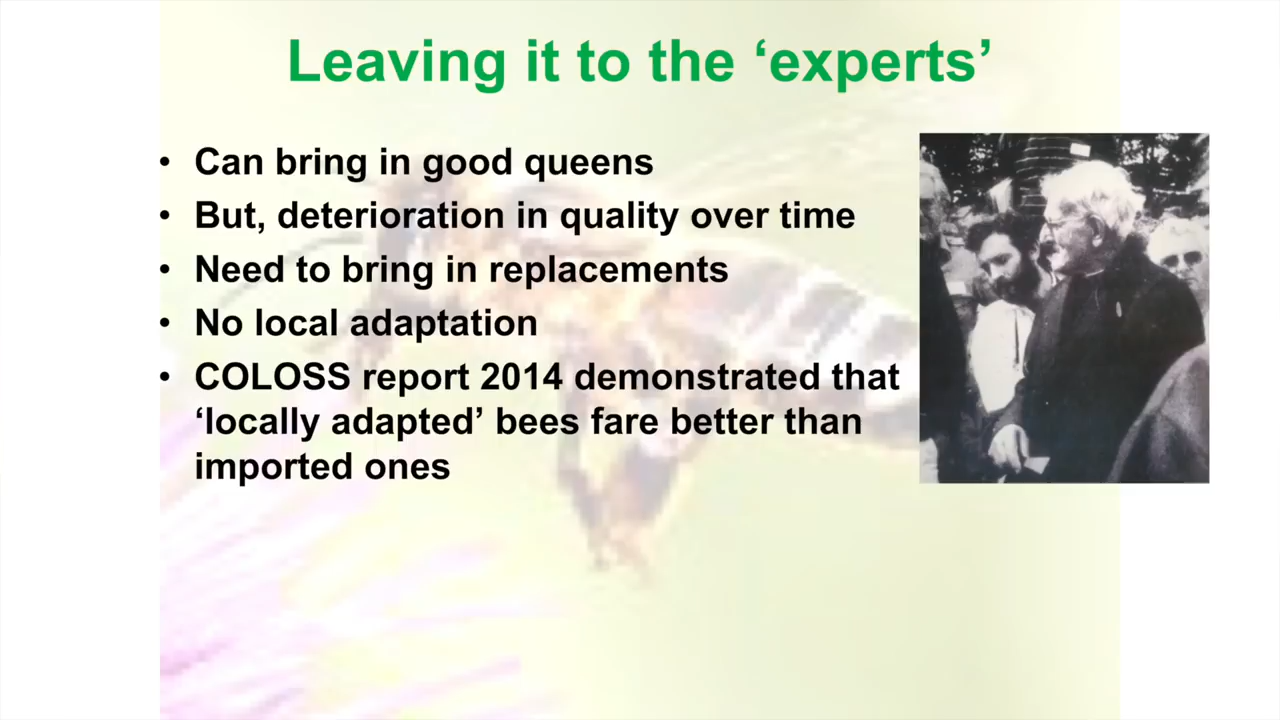 Leaving it to the ‘experts’
• Can bring in good queens
• But, deterioration in quality over time
• Need to bring in replacements
• No local adaptation
• COLOSS report 2014 demonstrated that
‘locally adapted’ bees fare better than
imported ones